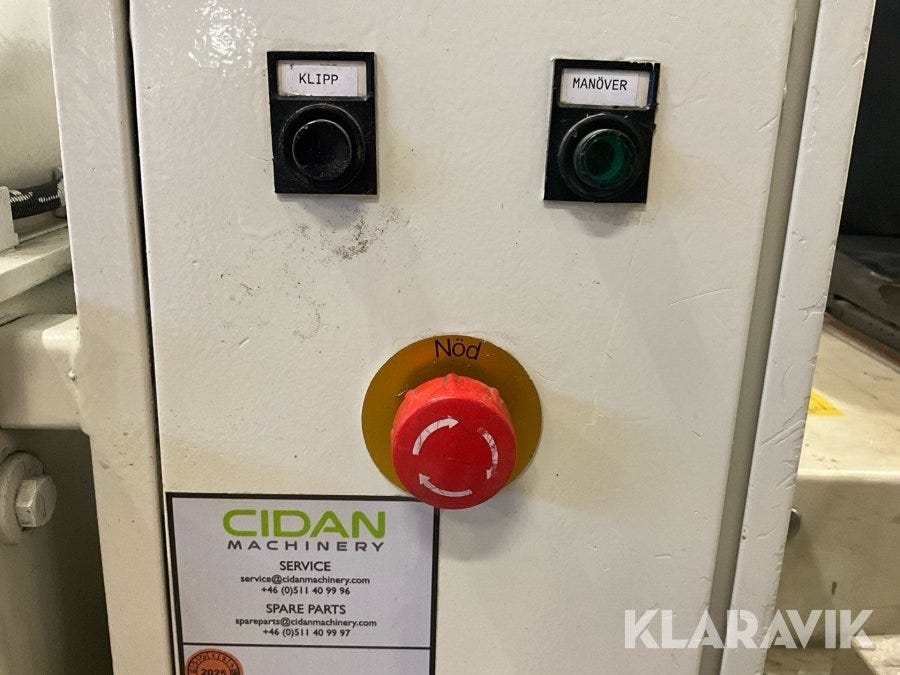 KLIPP
MANÖVER
Nöd
CIDAN
MACHINERY
SERVICE
service@cidanmachinery.com
+46 (0)511 40 99 96
SPARE PARTS
spareparts@cidanmachinery.com
+46 (0)511 40 99 97
2025
KLARAVIK